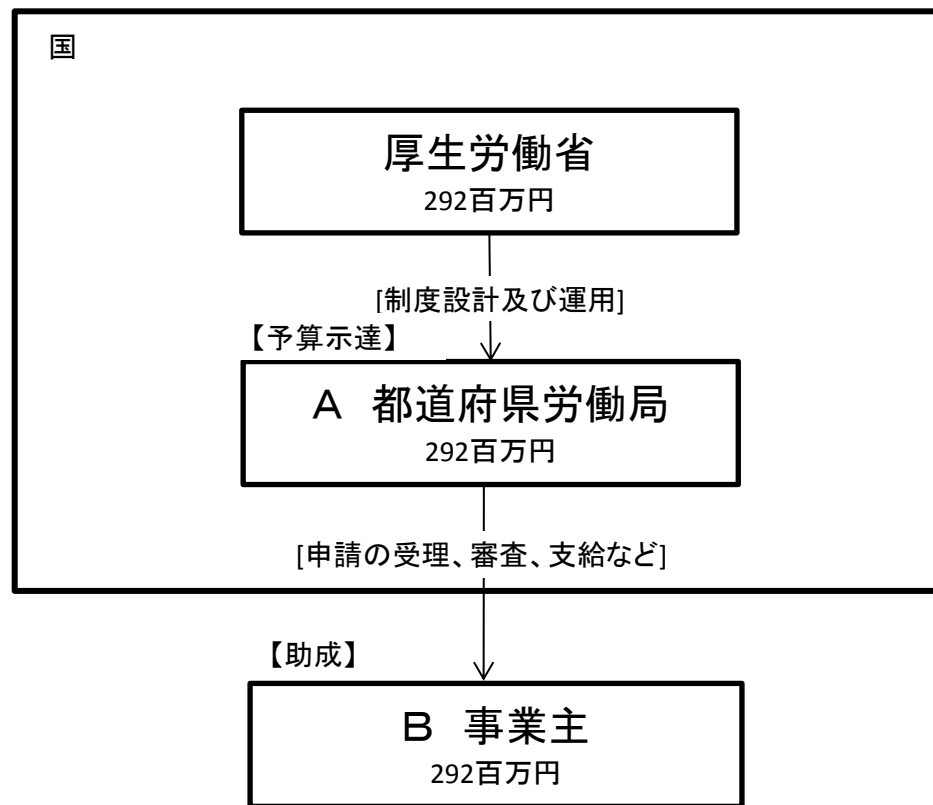 国
厚生労働省
292百万円
[制度設計及び運用]
【予算示達】
Ａ　都道府県労働局
292百万円
[申請の受理、審査、支給など]
【助成】
Ｂ　事業主
292百万円